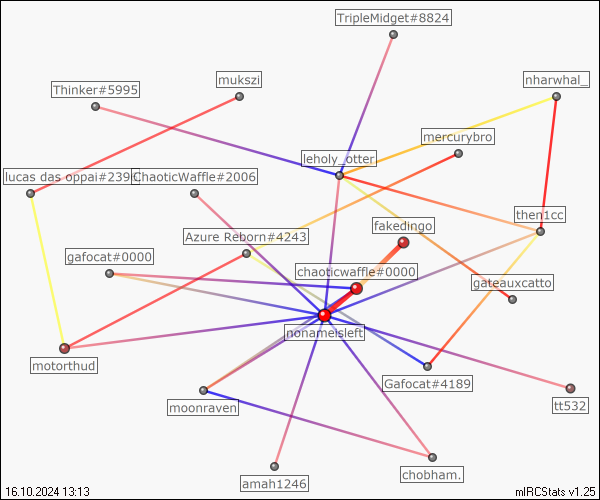 TripleMidget#8824
mukszi
nharwhal_
Thinker#5995
mercurybro
leholy_otter
lucas das oppai#239
ChaoticWaffle#2006
then1cc
fakedingo
Azure Reborn#4243
gafocat#0000
chaoticwaffle#0000
gateauxcatto
nonameisleft
motorthud
Gafocat#4189
moonraven
tt532
chobham.
amah1246
16.10.2024 13:13
mIRCStats v1.25